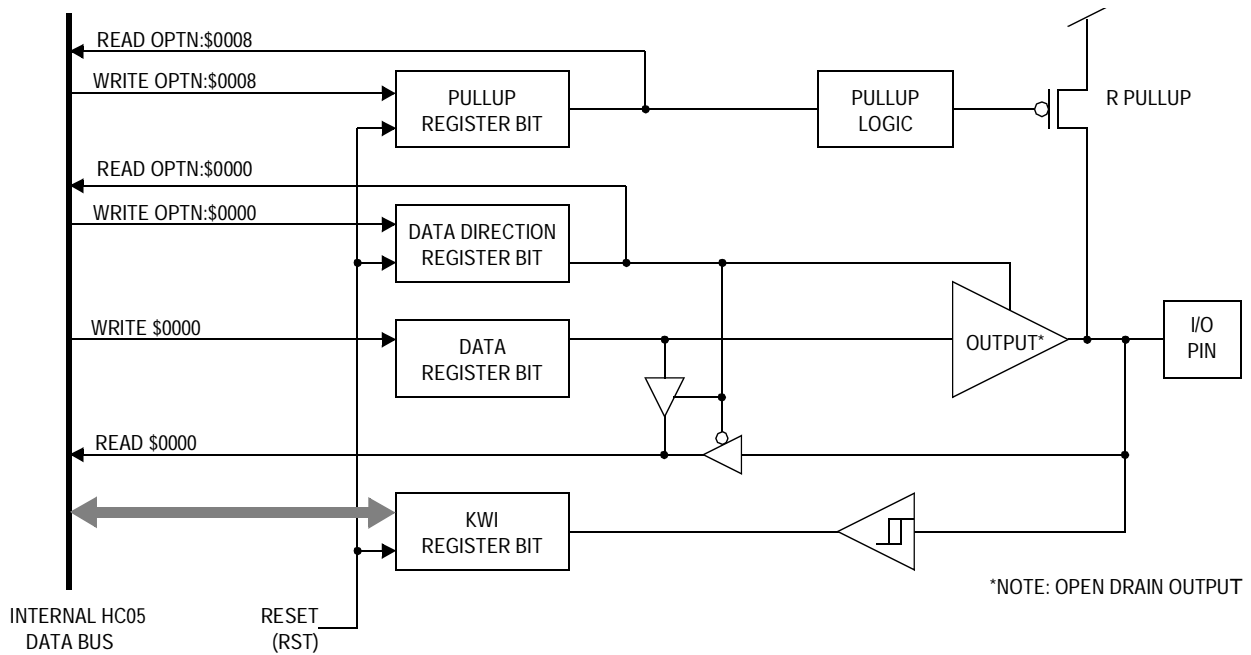 READ OPTN:$0008
WRITE OPTN:$0008
PULLUP
REGISTER BIT
PULLUP
LOGIC
R PULLUP
READ OPTN:$0000
WRITE OPTN:$0000
DATA DIRECTION
REGISTER BIT
WRITE $0000
DATA
REGISTER BIT
OUTPUT*
I/O
PIN
READ $0000
KWI
REGISTER BIT
*NOTE: OPEN DRAIN OUTPUT
INTERNAL HC05
DATA BUS
RESET
(RST)